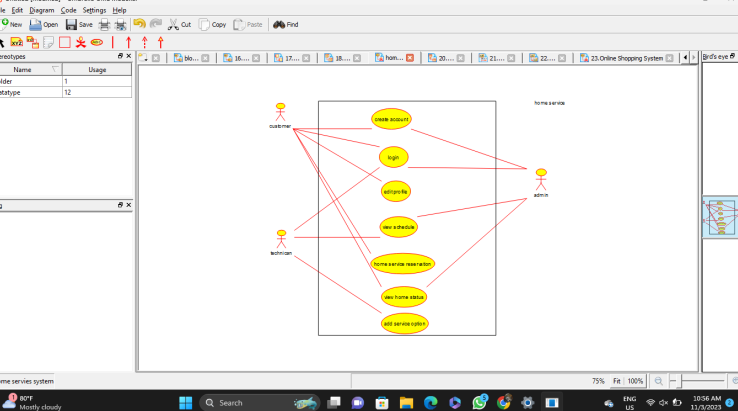 le Edit Diagram Code Settings Help
New Open Save Cut Copy Paste Find
ereotypes
Name Usage
older 1
atatype 12
blo... 16.... 17.... 18.... hom... 20.... 21.... 22.... 23.Online Shopping System
Bird's eye
home service
customer
create account
login
admin
editprofile
view schedule
technican
home service reservation
view home status
add service option
ome servies system
75% Fit 100%
80°F
Mostly cloudy
Search
ENG
US
10:56 AM
11/3/2023